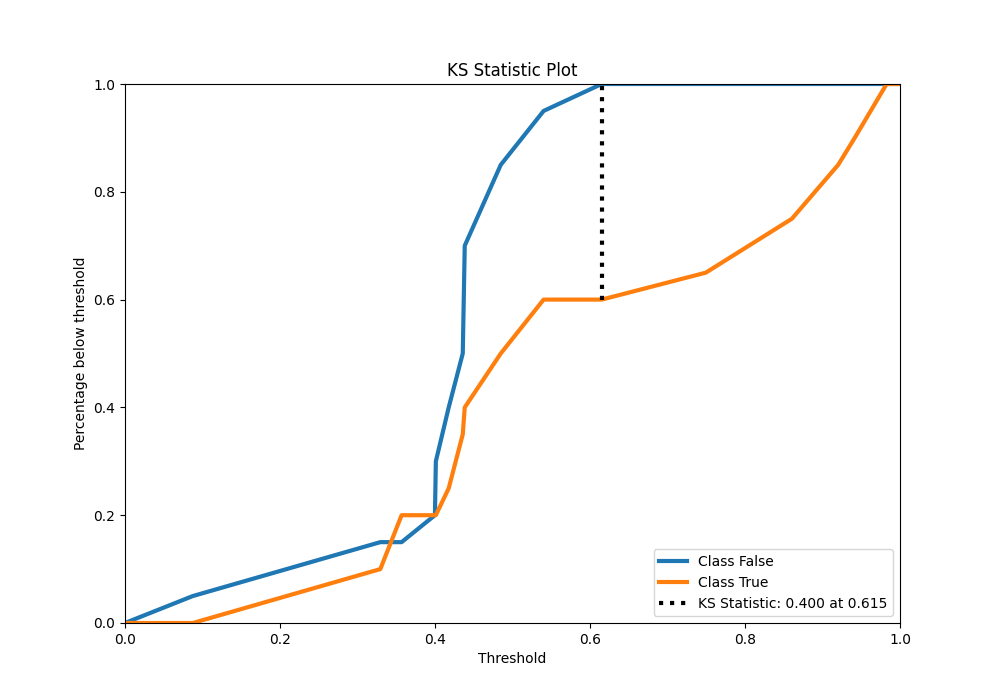 KS Statistic Plot
1.0
0.8
0.6
0.4
0.2
0.0
Percentage below threshold
0.0 0.2 0.4 0.6 0.8 1.0
Threshold
Class False
Class True
KS Statistic: 0.400 at 0.615